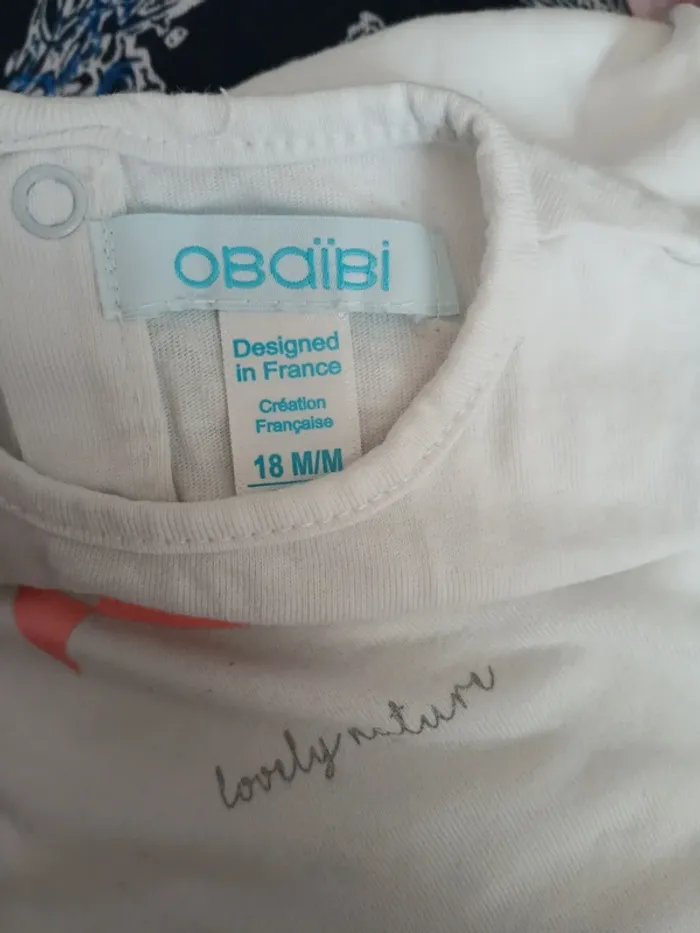 obaïbi
Designed
in France
Création
Française
18 M/M
lovely nature